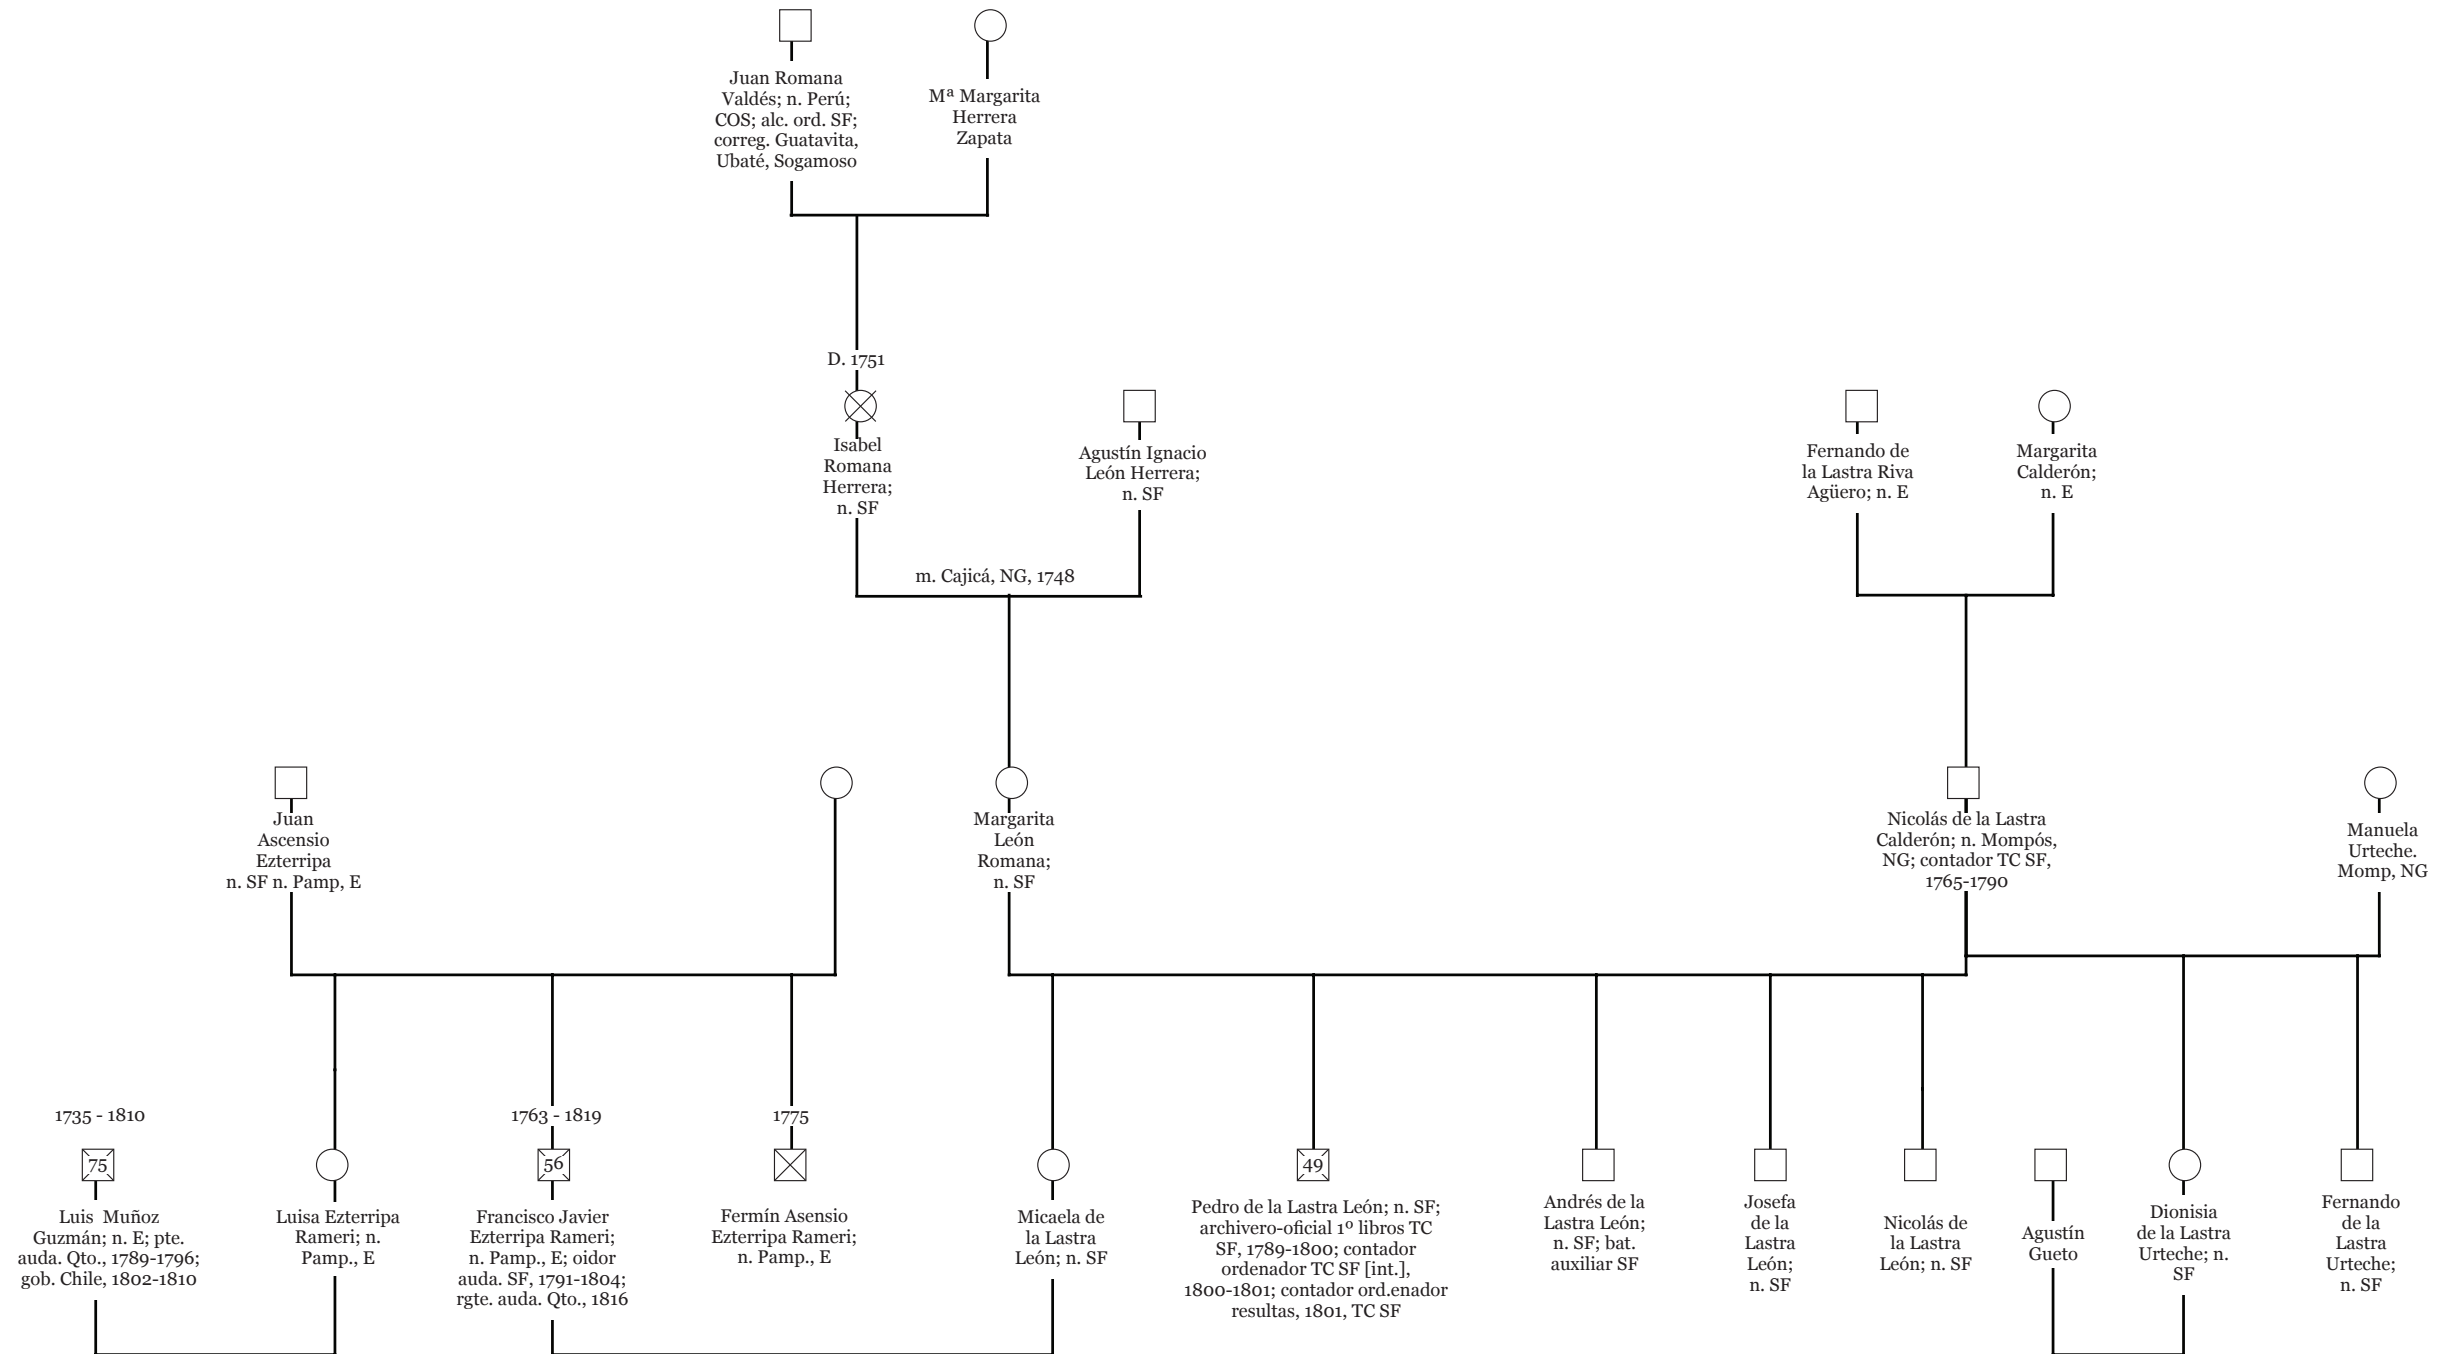 Juan Romana
Valdés; n. Perú;
COS; alc. ord. SF;
correg. Guatavita,
Ubaté, Sogamoso
Mª Margarita
Herrera
Zapata
D. 1751
Isabel
Romana
Herrera;
n. SF
Agustín Ignacio
León Herrera;
n. SF
Fernando de
la Lastra Riva
Agüero; n. E
Margarita
Calderón;
n. E
m. Cajicá, NG, 1748
Juan
Ascensio
Ezterripa
n. SF n. Pamp, E
Margarita
León
Romana;
n. SF
Nicolás de la Lastra
Calderón; n. Mompós,
NG; contador TC SF,
1765-1790
Manuela
Urteche.
Momp, NG
1735 - 1810
75
Luis  Muñoz
Guzmán; n. E; pte.
auda. Qto., 1789-1796;
gob. Chile, 1802-1810
Luisa Ezterripa
Rameri; n.
Pamp., E
1763 - 1819
56
Francisco Javier
Ezterripa Rameri;
n. Pamp., E; oidor
auda. SF, 1791-1804;
rgte. auda. Qto., 1816
1775
Fermín Asensio
Ezterripa Rameri;
n. Pamp., E
Micaela de
la Lastra
León; n. SF
49
Pedro de la Lastra León; n. SF;
archivero-oficial 1º libros TC
SF, 1789-1800; contador
ordenador TC SF [int.],
1800-1801; contador ord.enador
resultas, 1801, TC SF
Andrés de la
Lastra León;
n. SF; bat.
auxiliar SF
Josefa
de la
Lastra
León;
n. SF
Nicolás de
la Lastra
León; n. SF
Agustín
Gueto
Dionisia
de la Lastra
Urteche; n.
SF
Fernando
de la
Lastra
Urteche;
n. SF